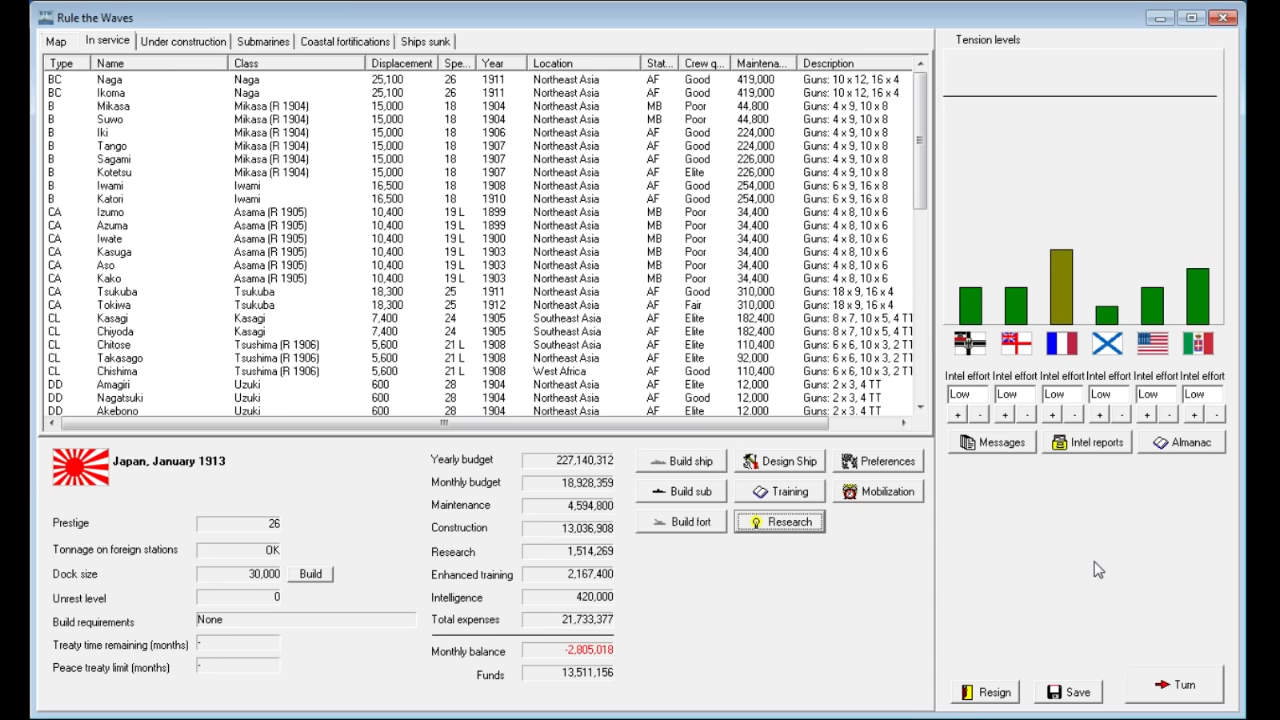 Rule the Waves
Map In service Under construction Submarines Coastal fortifications Ships sunk
Type Name Class Displacement Spe... Year Location Stat... Crew q... Maintena... Description
BC Naga Naga 25,100 26 1911 Northeast Asia AF Good 419,000 Guns: 10 x 12, 16 x 4
BC Ikoma Naga 25,100 26 1911 Northeast Asia AF Good 419,000 Guns: 10 x 12, 16 x 4
B Mikasa Mikasa (R 1904) 15,000 18 1904 Northeast Asia MB Poor 44,800 Guns: 4 x 9, 10 x 8
B Suwo Mikasa (R 1904) 15,000 18 1904 Northeast Asia MB Poor 44,800 Guns: 4 x 9, 10 x 8
B Iki Mikasa (R 1904) 15,000 18 1906 Northeast Asia AF Good 224,000 Guns: 4 x 9, 10 x 8
B Tango Mikasa (R 1904) 15,000 18 1907 Northeast Asia AF Good 224,000 Guns: 4 x 9, 10 x 8
B Sagami Mikasa (R 1904) 15,000 18 1907 Northeast Asia AF Good 226,000 Guns: 4 x 9, 10 x 8
B Kotetsu Mikasa (R 1904) 15,000 18 1907 Northeast Asia AF Elite 226,000 Guns: 4 x 9, 10 x 8
B Iwami Iwami 16,500 18 1908 Northeast Asia AF Good 254,000 Guns: 6 x 9, 16 x 8
B Katori Iwami 16,500 18 1910 Northeast Asia AF Good 254,000 Guns: 6 x 9, 16 x 8
CA Izumo Asama (R 1905) 10,400 19 L 1899 Northeast Asia MB Poor 34,400 Guns: 4 x 8, 10 x 6
CA Azuma Asama (R 1905) 10,400 19 L 1899 Northeast Asia MB Poor 34,400 Guns: 4 x 8, 10 x 6
CA Iwate Asama (R 1905) 10,400 19 L 1900 Northeast Asia MB Poor 34,400 Guns: 4 x 8, 10 x 6
CA Kasuga Asama (R 1905) 10,400 19 L 1903 Northeast Asia MB Poor 34,400 Guns: 4 x 8, 10 x 6
CA Aso Asama (R 1905) 10,400 19 L 1903 Northeast Asia MB Poor 34,400 Guns: 4 x 8, 10 x 6
CA Kako Asama (R 1905) 10,400 19 L 1903 Northeast Asia MB Poor 34,400 Guns: 4 x 8, 10 x 6
CA Tsukuba Tsukuba 18,300 25 1911 Northeast Asia AF Good 310,000 Guns: 18 x 9, 16 x 4
CA Tokiwa Tsukuba 18,300 25 1912 Northeast Asia AF Fair 310,000 Guns: 18 x 9, 16 x 4
CL Kasagi Kasagi 7,400 24 1905 Southeast Asia AF Elite 182,400 Guns: 8 x 7, 10 x 5, 4 TT
CL Chiyoda Kasagi 7,400 24 1905 Southeast Asia AF Elite 182,400 Guns: 8 x 7, 10 x 5, 4 TT
CL Chitose Tsushima (R 1906) 5,600 21 L 1908 Southeast Asia AF Elite 110,400 Guns: 6 x 6, 10 x 3, 2 TT
CL Takasago Tsushima (R 1906) 5,600 21 L 1908 Northeast Asia AF Elite 92,000 Guns: 6 x 6, 10 x 3, 2 TT
CL Chishima Tsushima (R 1906) 5,600 21 L 1908 West Africa AF Good 110,400 Guns: 6 x 6, 10 x 3, 2 TT
DD Amagiri Uzuki 600 28 1904 Northeast Asia AF Elite 12,000 Guns: 2 x 3, 4 TT
DD Nagatsuki Uzuki 600 28 1904 Northeast Asia AF Good 12,000 Guns: 2 x 3, 4 TT
DD Akebono Uzuki 600 28 1904 Northeast Asia AF Elite 12,000 Guns: 2 x 3, 4 TT
Tension levels
Intel effort Intel effort Intel effort Intel effort Intel effort Intel effort
Low Low Low Low Low Low
+ - + - + - + - + - + -
Messages Intel reports Almanac
Japan, January 1913
Prestige 26
Tonnage on foreign stations OK
Dock size 30,000 Build
Unrest level 0
Build requirements None
Treaty time remaining (months) -
Peace treaty limit (months) -
Yearly budget 227,140,312
Monthly budget 18,928,359
Maintenance 4,594,800
Construction 13,036,908
Research 1,514,269
Enhanced training 2,167,400
Intelligence 420,000
Total expenses 21,733,377
Monthly balance -2,805,018
Funds 13,511,156
Build ship Design Ship Preferences
Build sub Training Mobilization
Build fort Research
Resign Save Turn